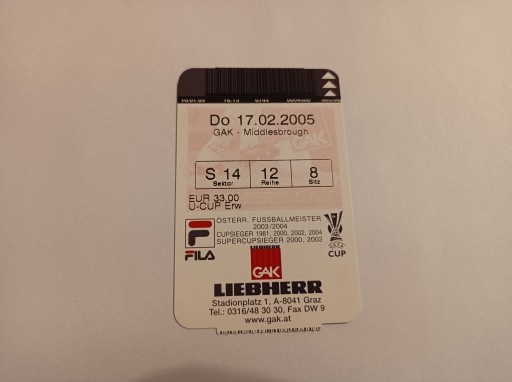 Do 17.02.2005
GAK - Middlesbrough
S 14 12 8
Sektor Reihe Sitz
EUR 33,00
U-CUP Erw
ÖSTERR. FUSSBALLMEISTER
2003/2004
CUPSIEGER 1981, 2000, 2002, 2004
SUPERCUPSIEGER 2000, 2002
FILA
UEFA
CUP
LIEBHERR
GAK
LIEBHERR
Stadionplatz 1, A-8041 Graz
Tel.: 0316/48 30 30, Fax DW 9
www.gak.at